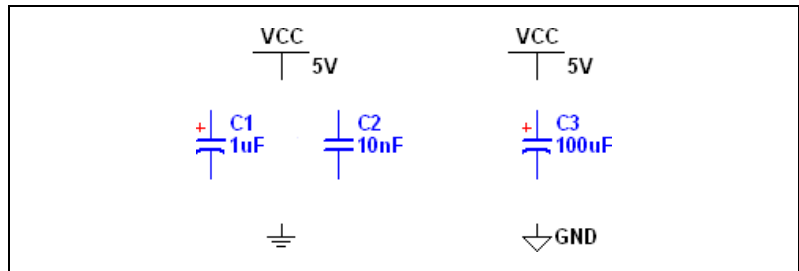 VCC
5V
VCC
5V
+ C1
1uF
C2
10nF
+ C3
100uF
GND